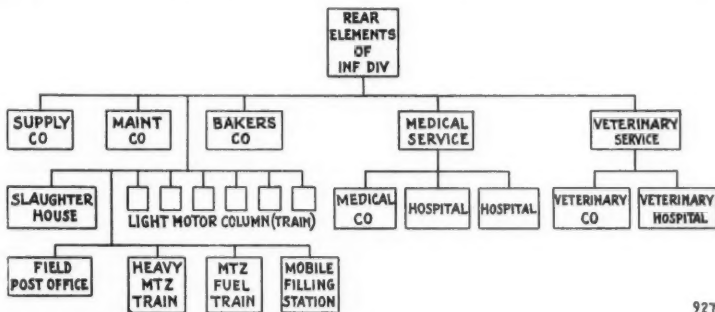 REAR
ELEMENTS
OF
INF DIV
SUPPLY
CO
MAINT
CO
BAKERS
CO
MEDICAL
SERVICE
VETERINARY
SERVICE
SLAUGHTER
HOUSE
LIGHT MOTOR COLUMN (TRAIN)
MEDICAL
CO
HOSPITAL
HOSPITAL
VETERINARY
CO
VETERINARY
HOSPITAL
FIELD
POST OFFICE
HEAVY
MTZ
TRAIN
MTZ
FUEL
TRAIN
MOBILE
FILLING
STATION
927